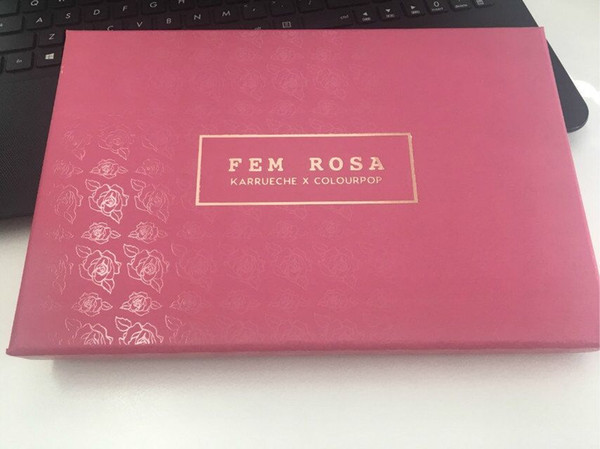 FEM ROSA
KARRUECHE X COLOURPOP